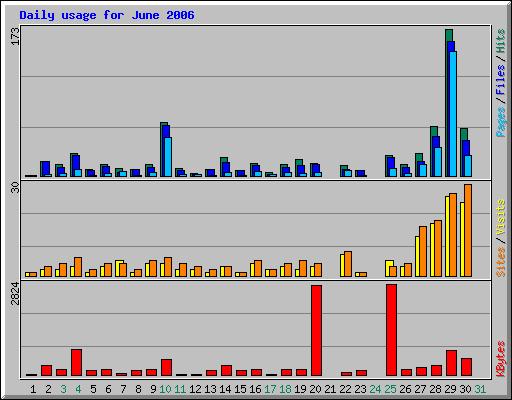 Daily usage for June 2006
173
Pages/Files/Hits
30
Sites/Visits
2824
KBytes
1 2 3 4 5 6 7 8 9 10 11 12 13 14 15 16 17 18 19 20 21 22 23 24 25 26 27 28 29 30 31